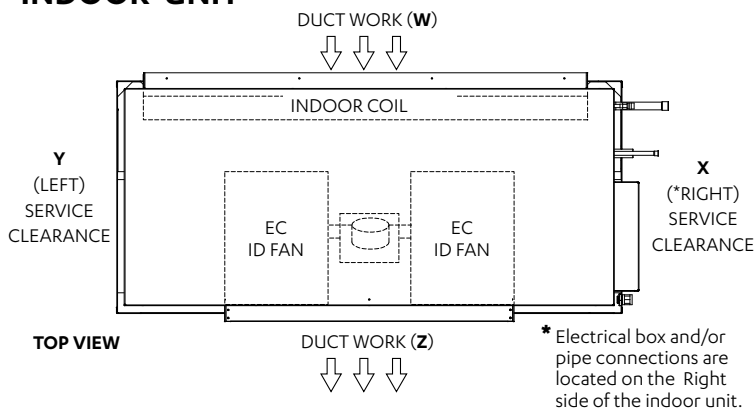 INDOOR UNIT
DUCT WORK (W)
INDOOR COIL
Y
(LEFT)
SERVICE
CLEARANCE
EC
ID FAN
EC
ID FAN
X
(*RIGHT)
SERVICE
CLEARANCE
TOP VIEW
DUCT WORK (Z)
* Electrical box and/or
pipe connections are
located on the Right
side of the indoor unit.